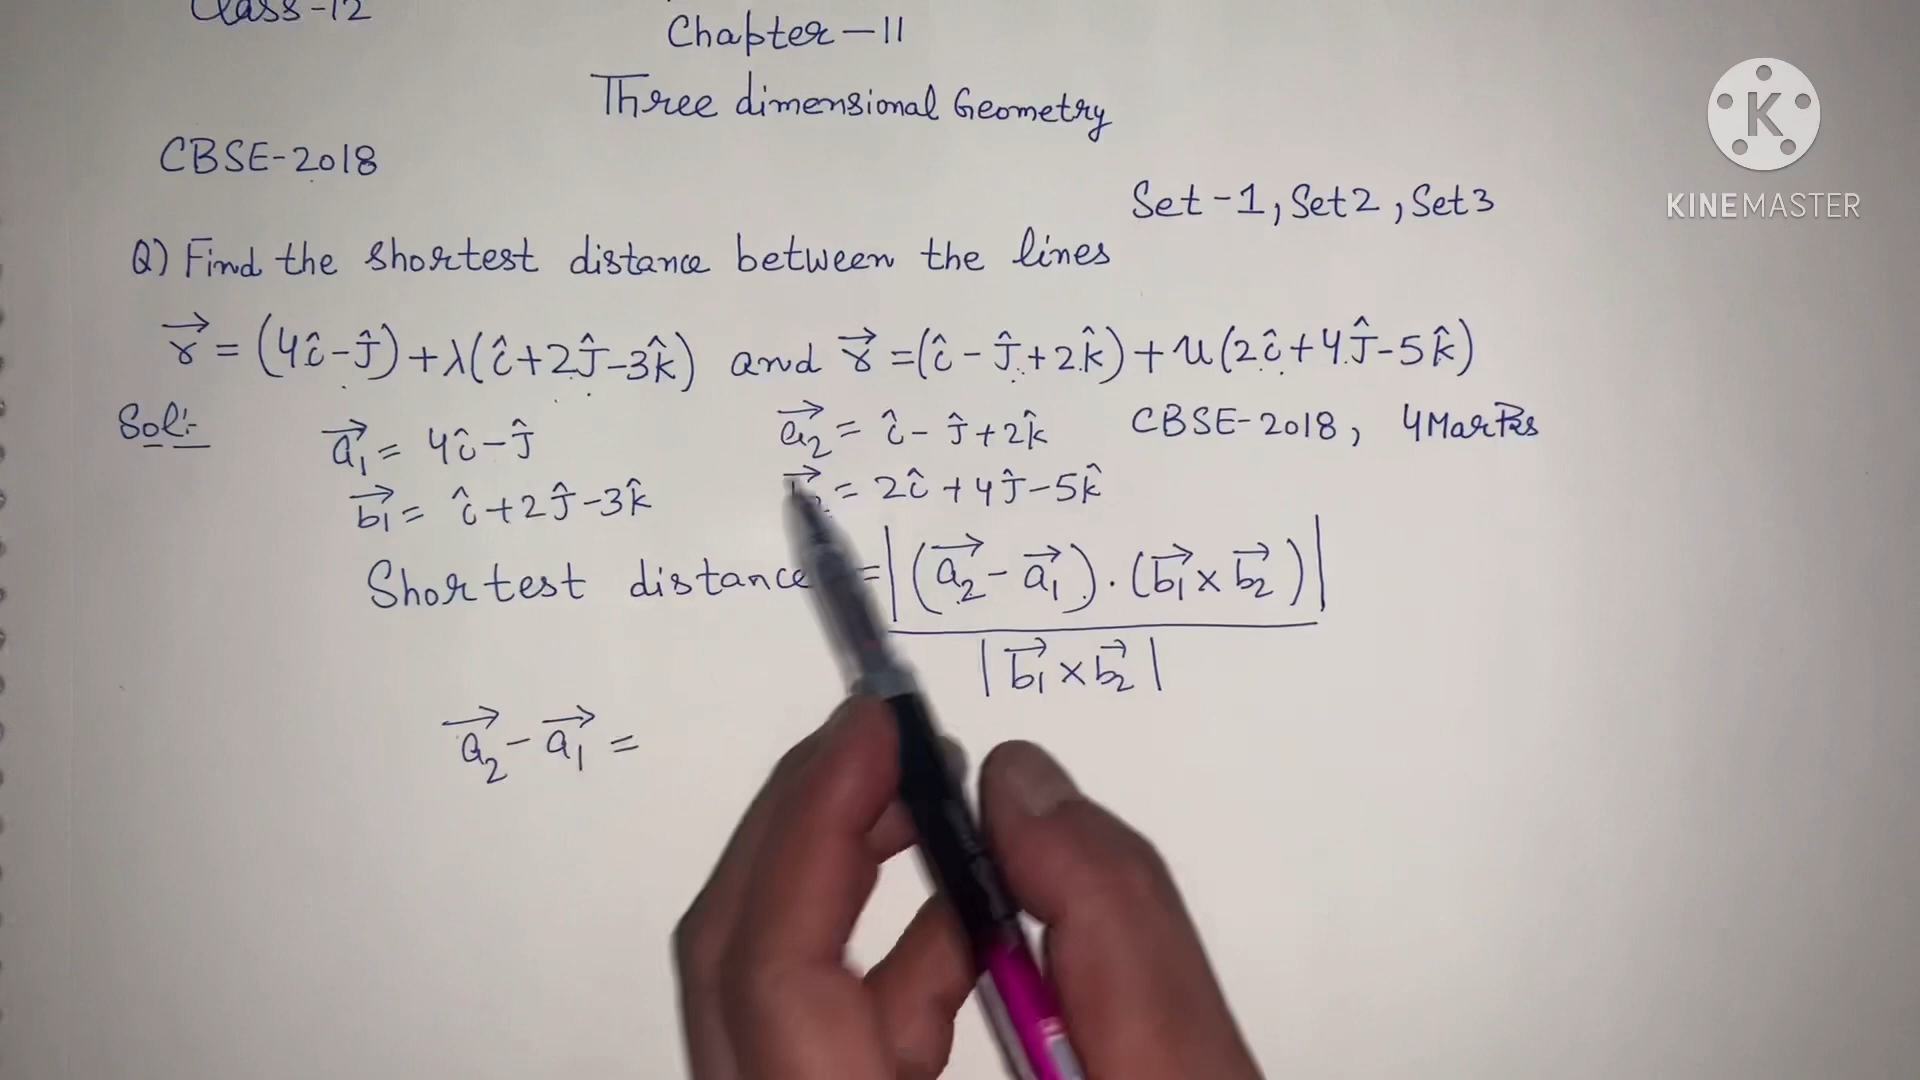 Class-12
Chapter-11
Three dimensional Geometry
CBSE-2018
Set-1, Set2, Set3
Q) Find the shortest distance between the lines
r⃗ = (4î-ĵ)+λ(î+2ĵ-3k̂) and r⃗ =(î-ĵ+2k̂)+u(2î+4ĵ-5k̂)
Sol:-
a⃗₁ = 4î-ĵ
a⃗₂ = î-ĵ+2k̂
CBSE-2018, 4Marks
b⃗₁ = î+2ĵ-3k̂
= 2î+4ĵ-5k̂
Shortest distance = |(a⃗₂-a⃗₁).(b⃗₁×b⃗₂)|
|b⃗₁×b⃗₂|
a⃗₂-a⃗₁ =
K
KINEMASTER